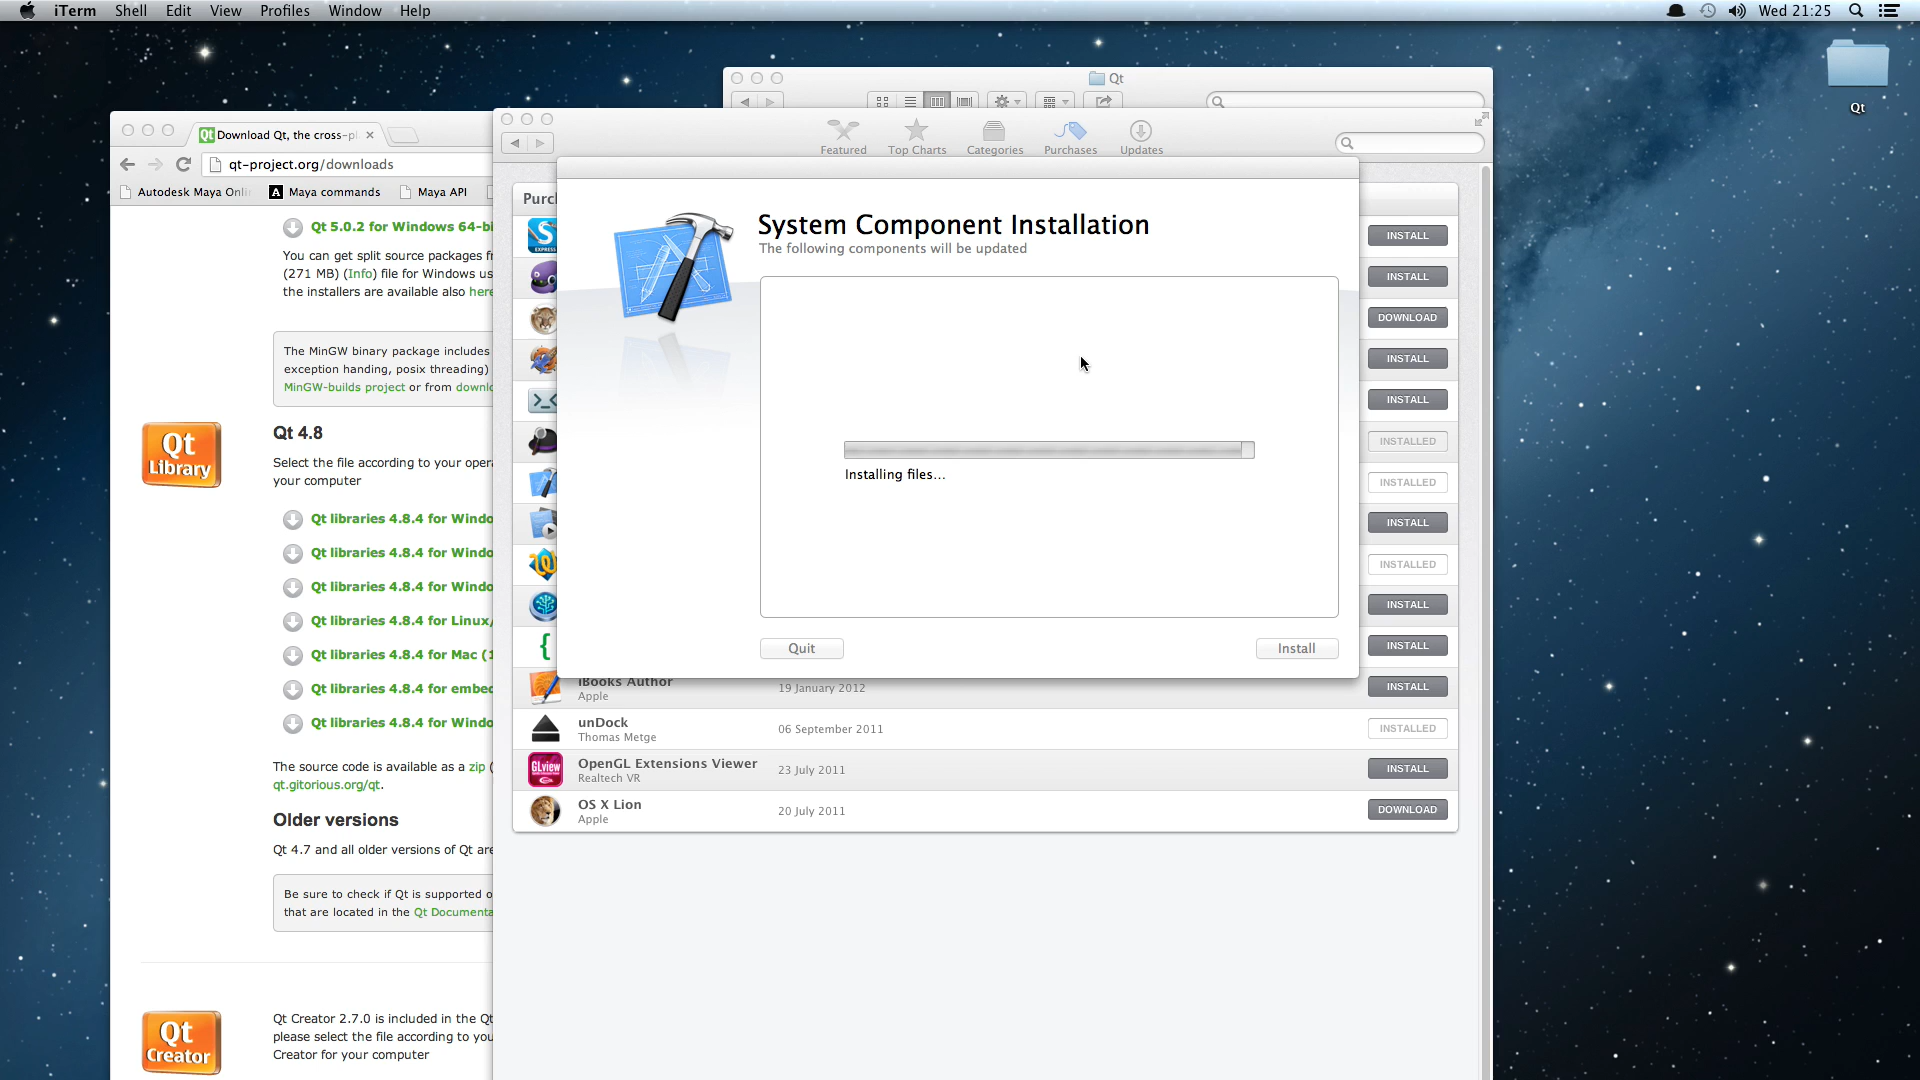 iTerm Shell Edit View Profiles Window Help
Wed 21:25
Qt
Qt
Download Qt, the cross-pl
qt-project.org/downloads
Autodesk Maya Onli
A Maya commands
Maya API
Featured
Top Charts
Categories
Purchases
Updates
Qt 5.0.2 for Windows 64-bi
You can get split source packages fr
(271 MB) (Info) file for Windows us
the installers are available also here
The MinGW binary package includes
exception handing, posix threading)
MinGW-builds project or from downlo
Qt Library
Qt 4.8
Select the file according to your oper
your computer
Qt libraries 4.8.4 for Windo
Qt libraries 4.8.4 for Windo
Qt libraries 4.8.4 for Windo
Qt libraries 4.8.4 for Linux/
Qt libraries 4.8.4 for Mac (1
Qt libraries 4.8.4 for embed
Qt libraries 4.8.4 for Windo
The source code is available as a zip (
qt.gitorious.org/qt.
Older versions
Qt 4.7 and all older versions of Qt are
Be sure to check if Qt is supported o
that are located in the Qt Documenta
Qt Creator
Qt Creator 2.7.0 is included in the Qt
please select the file according to you
Creator for your computer
Purch
System Component Installation
The following components will be updated
Installing files...
Quit
Install
INSTALL
INSTALL
DOWNLOAD
INSTALL
INSTALL
INSTALLED
INSTALLED
INSTALL
INSTALLED
INSTALL
INSTALL
iBooks Author
Apple
19 January 2012
INSTALL
unDock
Thomas Metge
06 September 2011
INSTALLED
GLview
OpenGL Extensions Viewer
Realtech VR
23 July 2011
INSTALL
OS X Lion
Apple
20 July 2011
DOWNLOAD